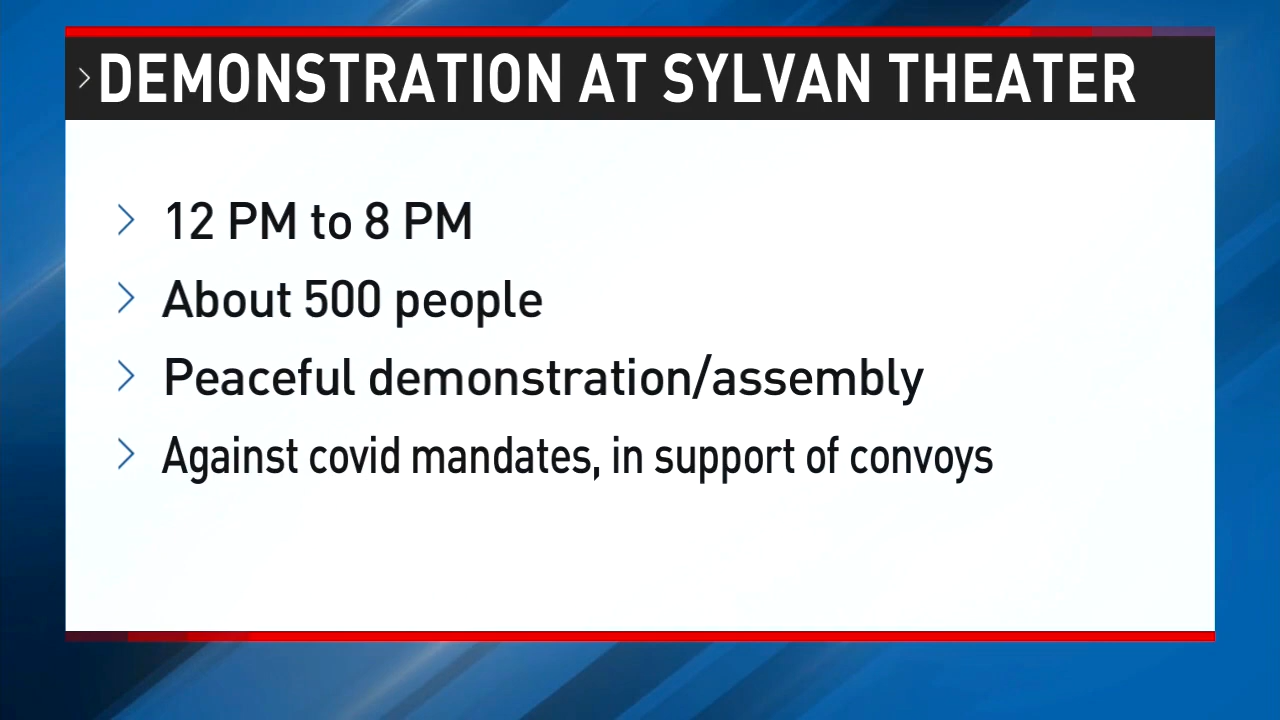 DEMONSTRATION AT SYLVAN THEATER
12 PM to 8 PM
About 500 people
Peaceful demonstration/assembly
Against covid mandates, in support of convoys